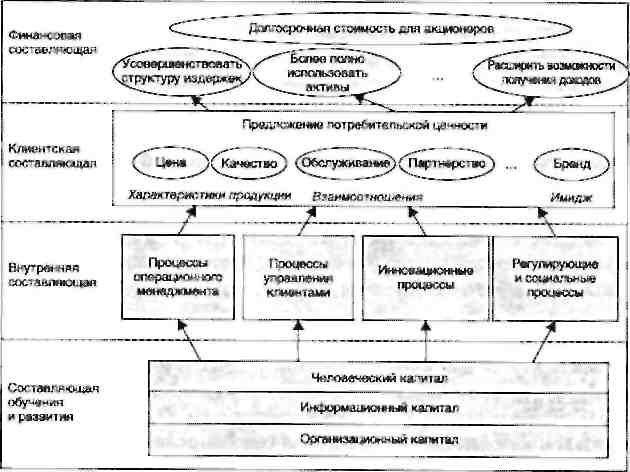 Финансовая
составляющая
Долгосрочная стоимость для акционеров
Усовершенствовать
структуру издержек
Более полно
использовать
активы
...
Расширить возможности
получения доходов
Клиентская
составляющая
Предложение потребительской ценности
Цена
Качество
Обслуживание
Партнерство
...
Бренд
Характеристики продукции
Взаимоотношения
Имидж
Внутренняя
составляющая
Процессы
операционного
менеджмента
Процессы
управления
клиентами
Инновационные
процессы
Регулирующие
и социальные
процессы
Составляющая
обучения
и развития
Человеческий капитал
Информационный капитал
Организационный капитал